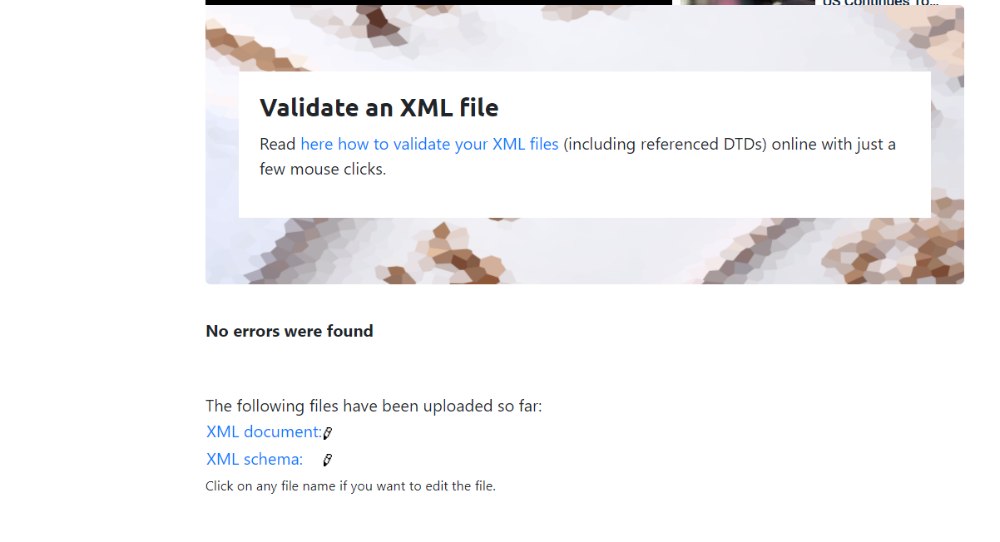 US Continues To...
Validate an XML file
Read here how to validate your XML files (including referenced DTDs) online with just a
few mouse clicks.
No errors were found
The following files have been uploaded so far:
XML document:
XML schema:
Click on any file name if you want to edit the file.